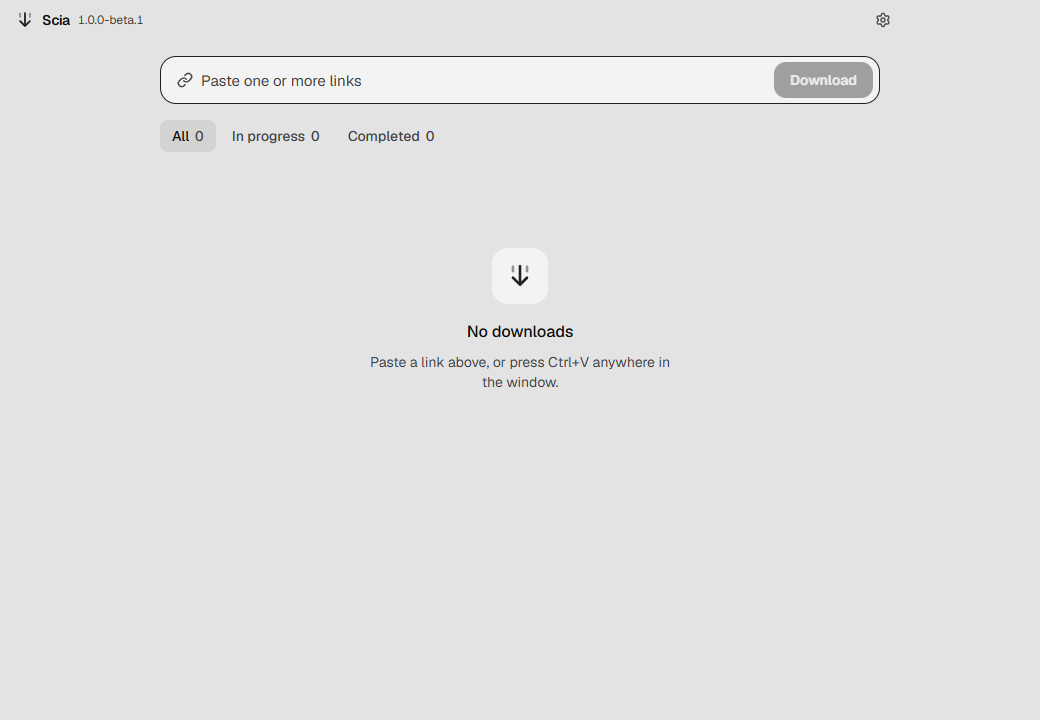 Scia 1.0.0-beta.1
Paste one or more links
Download
All 0 In progress 0 Completed 0
No downloads
Paste a link above, or press Ctrl+V anywhere in
the window.